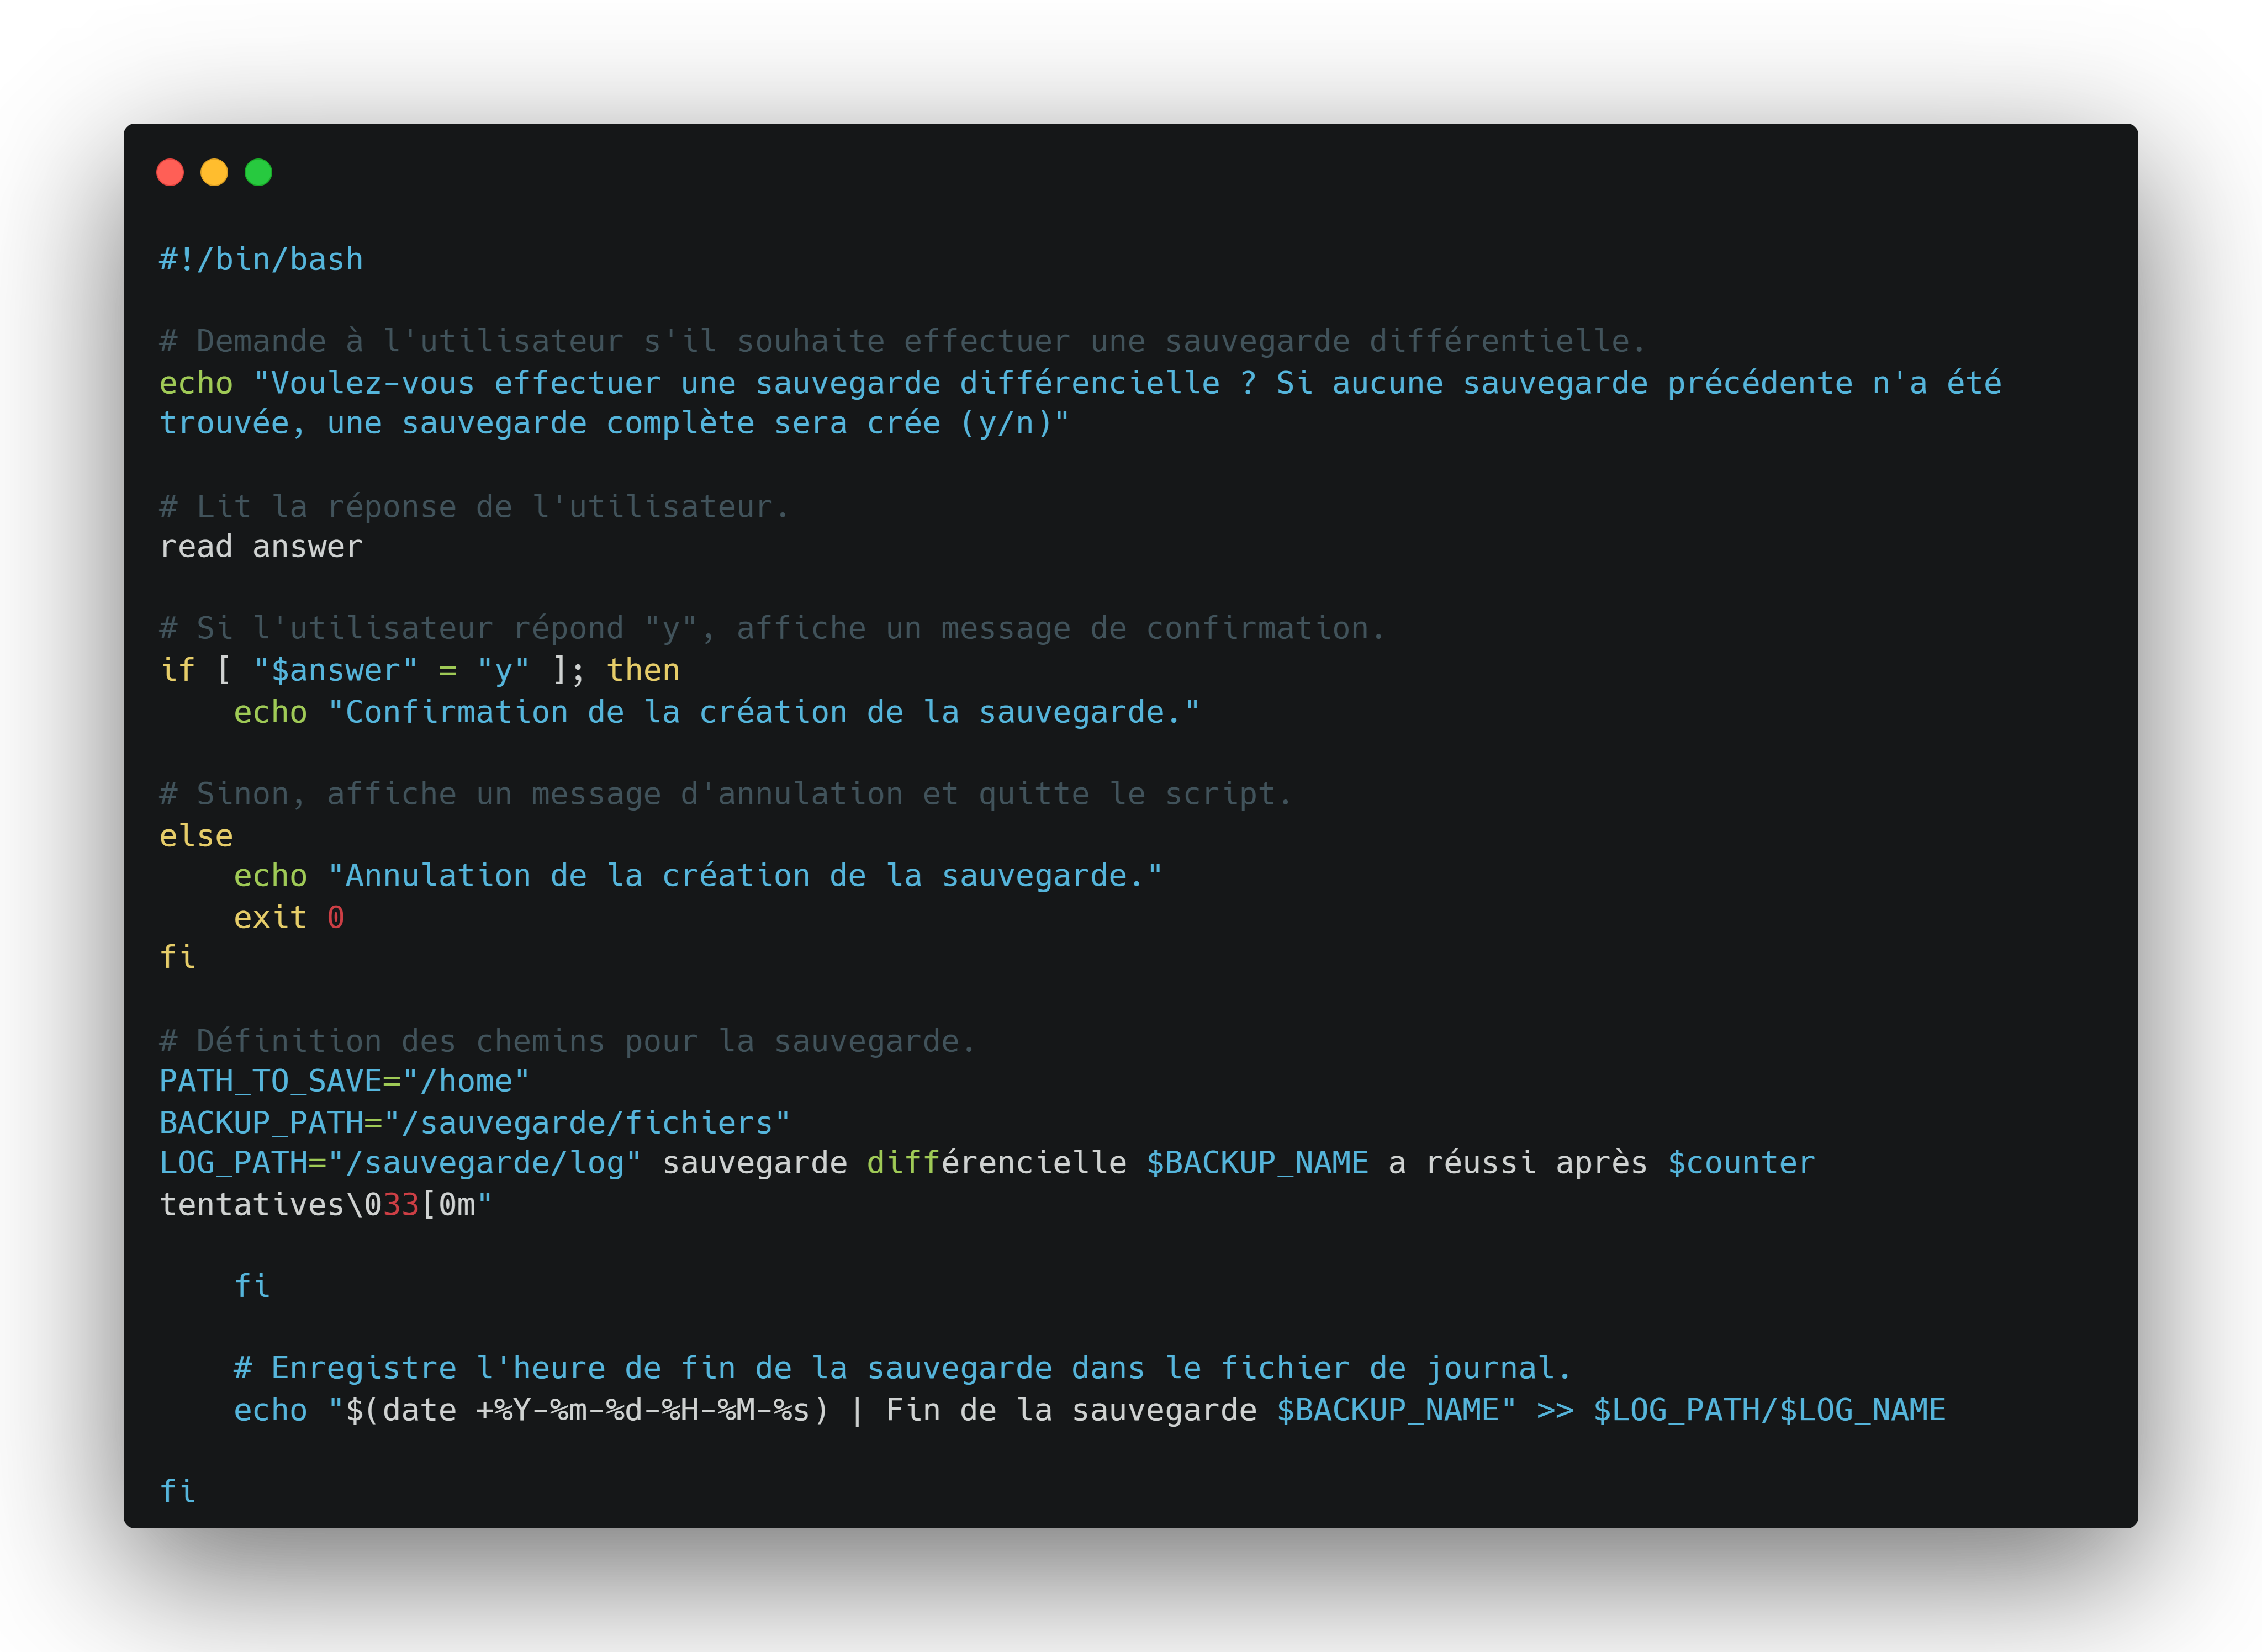 #!/bin/bash
# Demande à l'utilisateur s'il souhaite effectuer une sauvegarde différentielle.
echo "Voulez-vous effectuer une sauvegarde différencielle ? Si aucune sauvegarde précédente n'a été
trouvée, une sauvegarde complète sera crée (y/n)"
# Lit la réponse de l'utilisateur.
read answer
# Si l'utilisateur répond "y", affiche un message de confirmation.
if [ "$answer" = "y" ]; then
    echo "Confirmation de la création de la sauvegarde."
# Sinon, affiche un message d'annulation et quitte le script.
else
    echo "Annulation de la création de la sauvegarde."
    exit 0
fi
# Définition des chemins pour la sauvegarde.
PATH_TO_SAVE="/home"
BACKUP_PATH="/sauvegarde/fichiers"
LOG_PATH="/sauvegarde/log" sauvegarde différencielle $BACKUP_NAME a réussi après $counter
tentatives\033[0m"
    fi
    # Enregistre l'heure de fin de la sauvegarde dans le fichier de journal.
    echo "$(date +%Y-%m-%d-%H-%M-%s) | Fin de la sauvegarde $BACKUP_NAME" >> $LOG_PATH/$LOG_NAME
fi